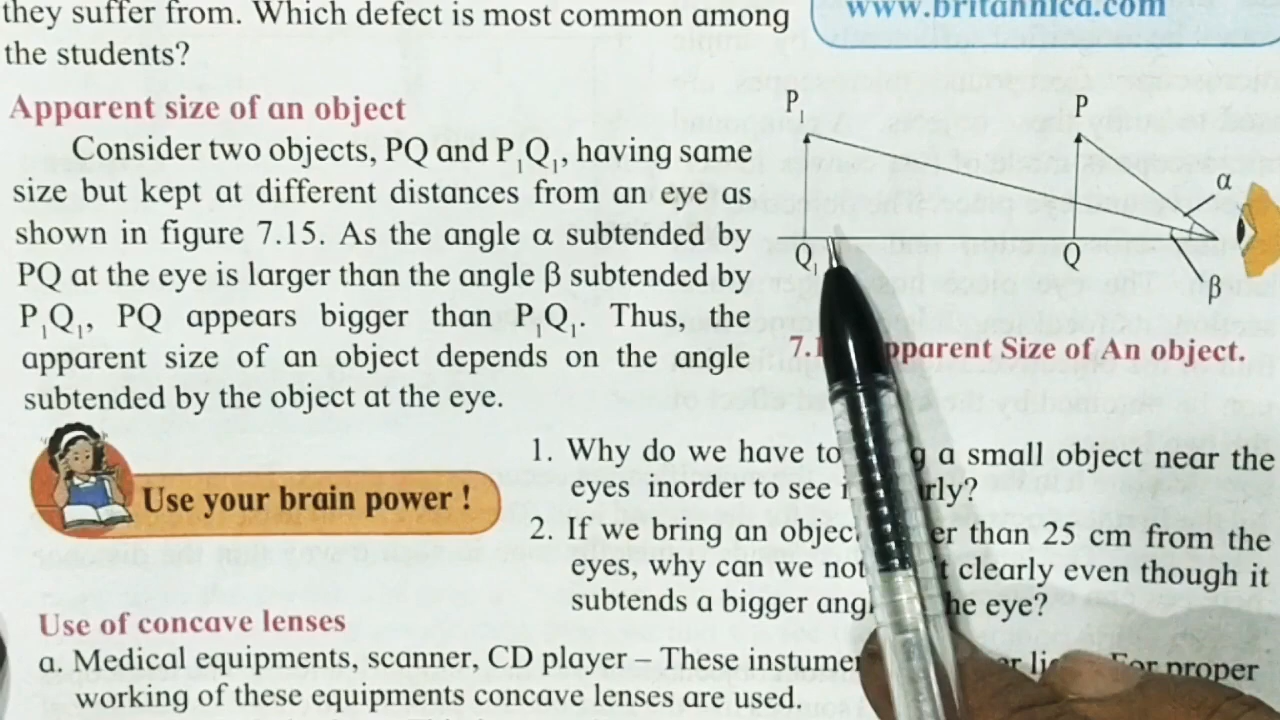 they suffer from. Which defect is most common among
the students?
www.britannica.com
Apparent size of an object
Consider two objects, PQ and P₁Q₁, having same
size but kept at different distances from an eye as
shown in figure 7.15. As the angle α subtended by
PQ at the eye is larger than the angle β subtended by
P₁Q₁, PQ appears bigger than P₁Q₁. Thus, the
apparent size of an object depends on the angle
subtended by the object at the eye.
P₁
P
α
Q₁
Q
β
Apparent Size of An object.
Use your brain power !
1. Why do we have to a small object near the
eyes inorder to see
2. If we bring an object than 25 cm from the
eyes, why can we not clearly even though it
subtends a bigger angle the eye?
Use of concave lenses
a. Medical equipments, scanner, CD player – These For proper
working of these equipments concave lenses are used.